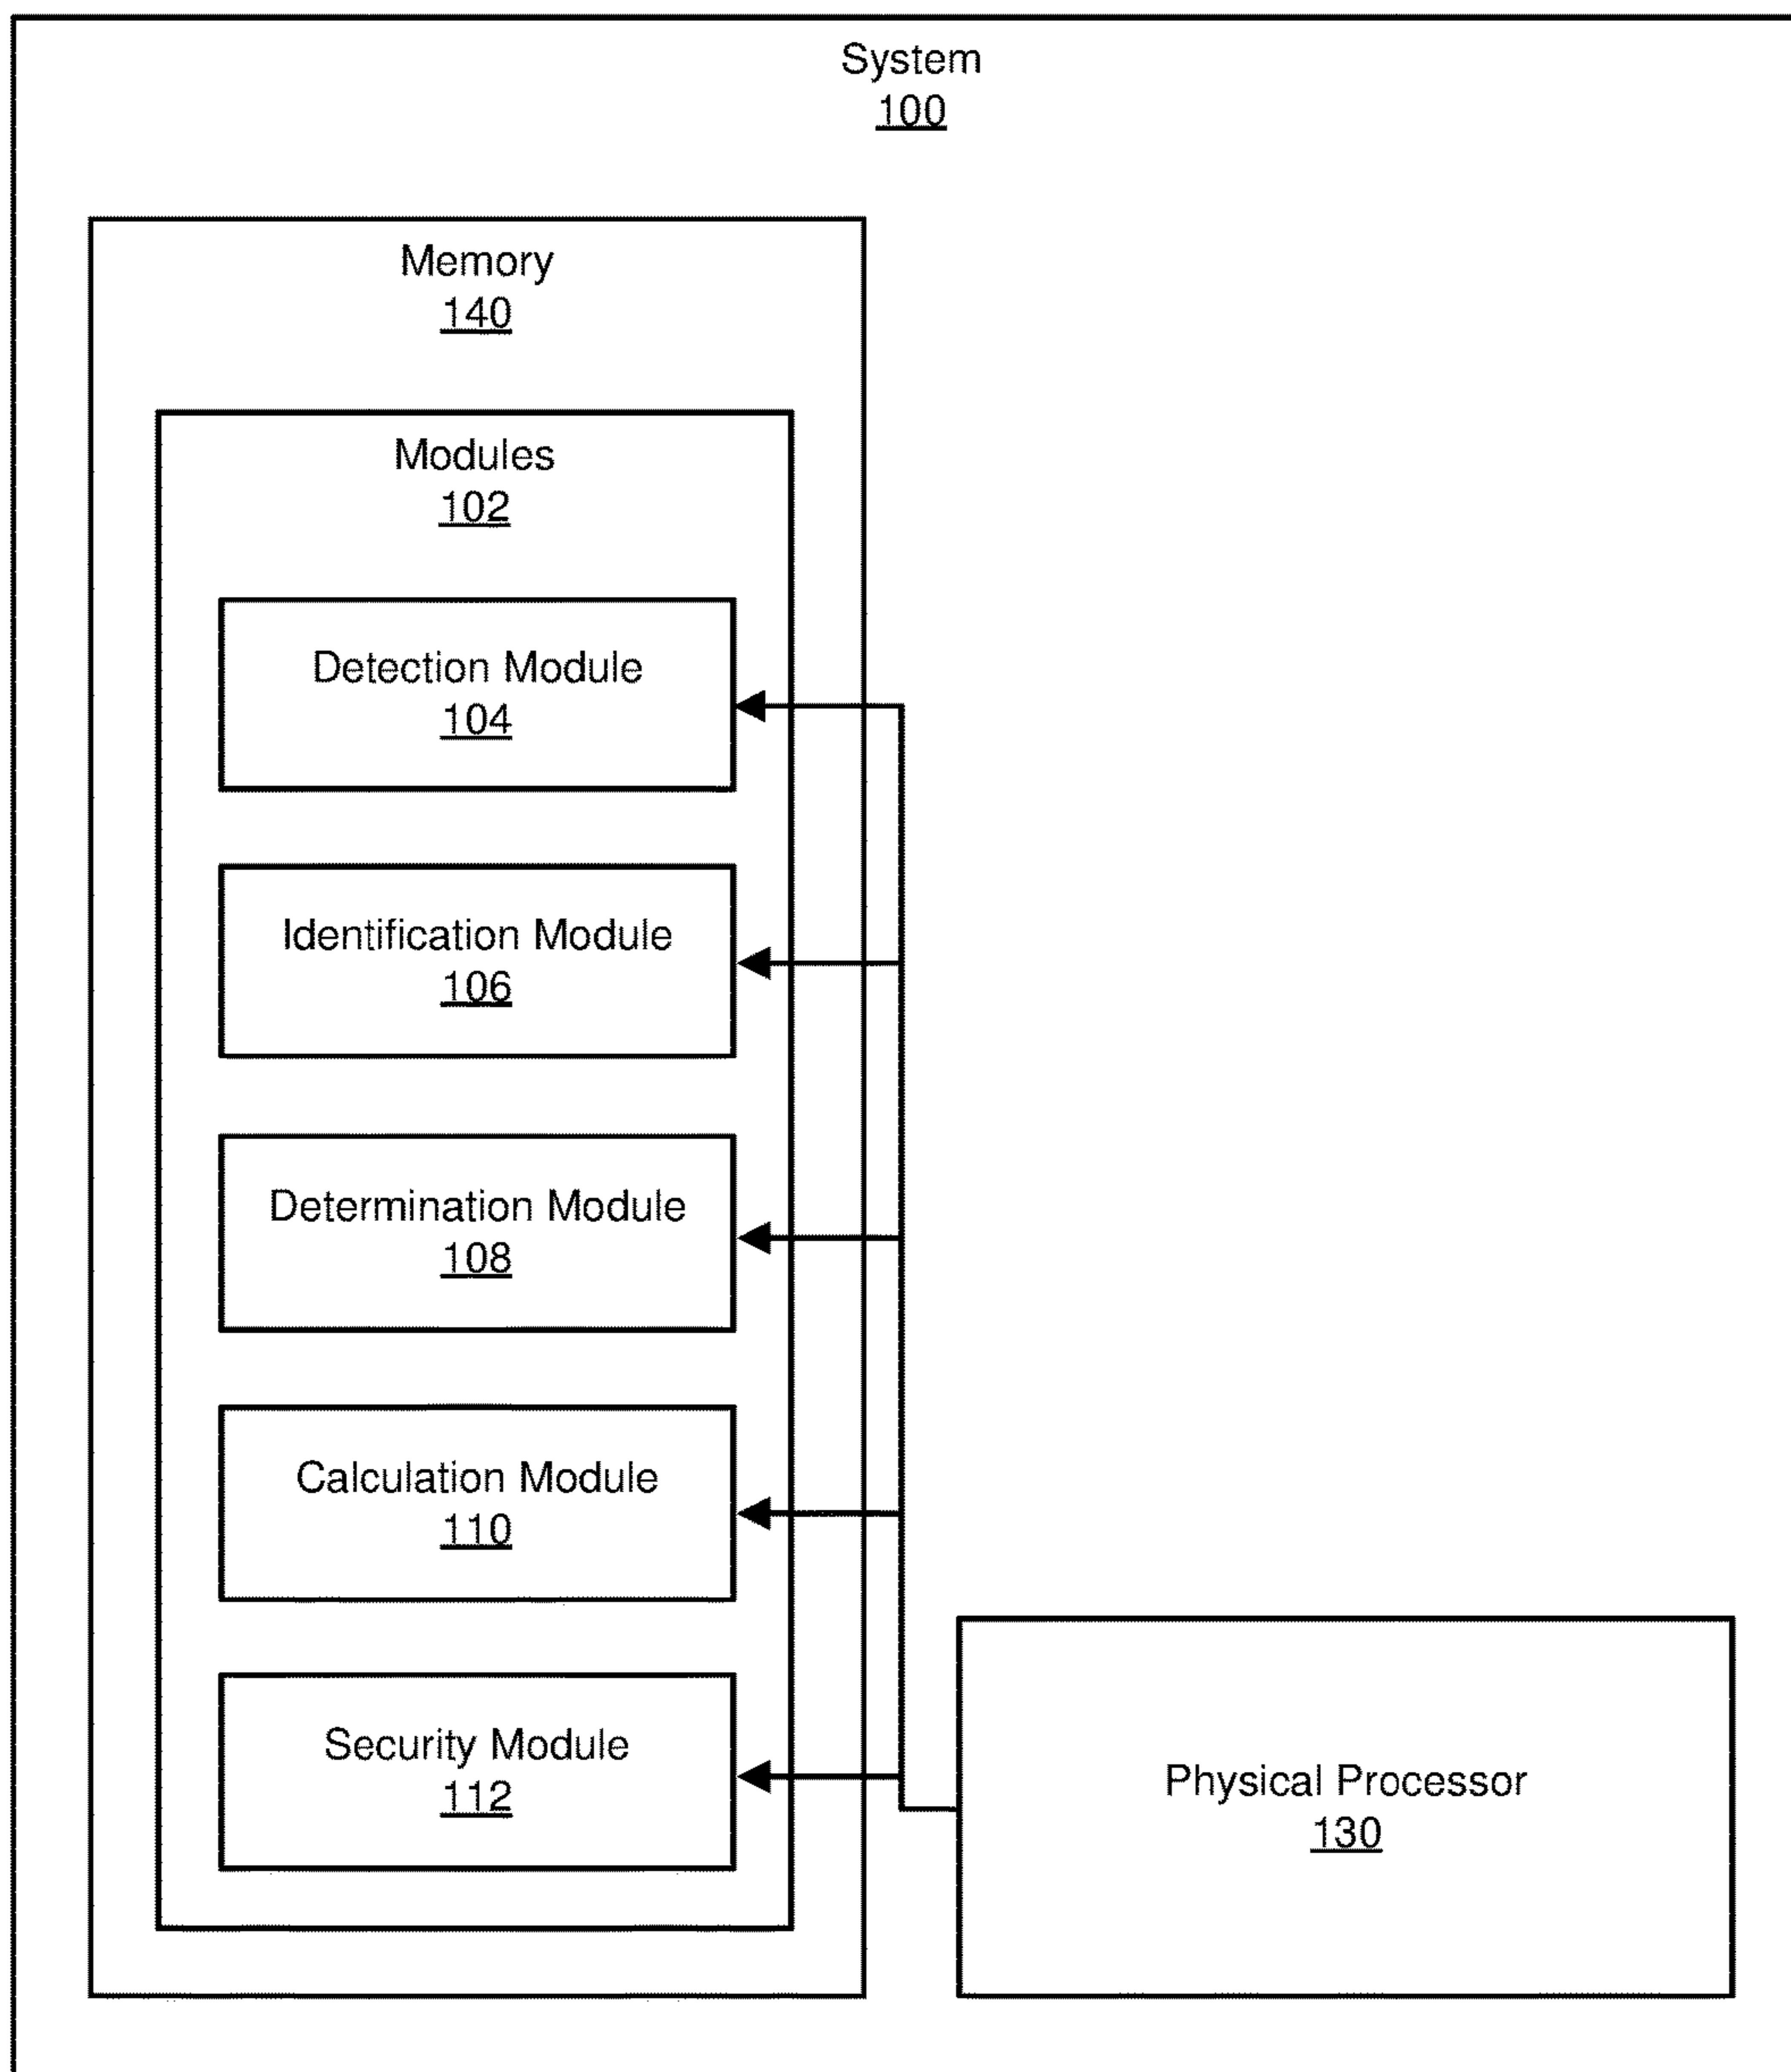 System
100
Memory
140
Modules
102
Detection Module
104
Identification Module
106
Determination Module
108
Calculation Module
110
Security Module
112
Physical Processor
130